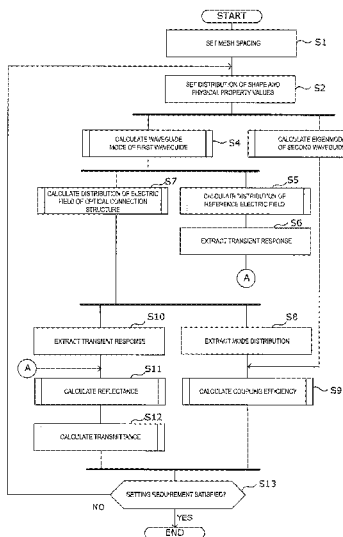 START
SET MESH SPACING
S1
SET DISTRIBUTION OF SHAPE AND
PHYSICAL PROPERTY VALUES
S2
CALCULATE WAVEGUIDE
MODE OF FIRST WAVEGUIDE
S4
CALCULATE EIGENMO
OF SECOND WAVEGUID
S7
CALCULATE DISTRIBUTION OF ELECTRIC
FIELD OF OPTICAL CONNECTION
STRUCTURE
S5
CALCULATE DISTRIBUTION OF
REFERENCE ELECTRIC FIELD
S6
EXTRACT TRANSIENT RESPONSE
A
S10
EXTRACT TRANSIENT RESPONSE
S8
EXTRACT MODE DISTRIBUTION
A
S11
CALCULATE REFLECTANCE
CALCULATE COUPLING EFFICIENCY
S9
S12
CALCULATE TRANSMITTANCE
SETTING REQUIREMENT SATISFIED?
S13
NO
YES
END